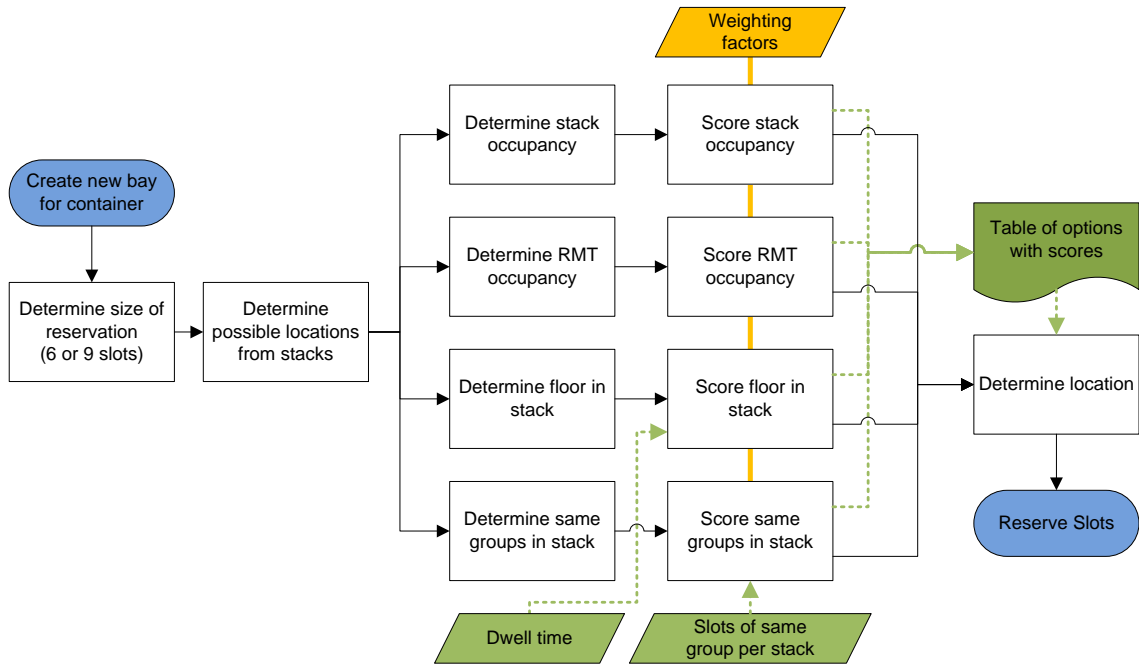 Weighting
factors
Determine stack
occupancy
Score stack
occupancy
Create new bay
for container
Determine RMT
occupancy
Score RMT
occupancy
Table of options
with scores
Determine size of
reservation
(6 or 9 slots)
Determine
possible locations
from stacks
Determine floor in
stack
Score floor in
stack
Determine location
Determine same
groups in stack
Score same
groups in stack
Reserve Slots
Dwell time
Slots of same
group per stack